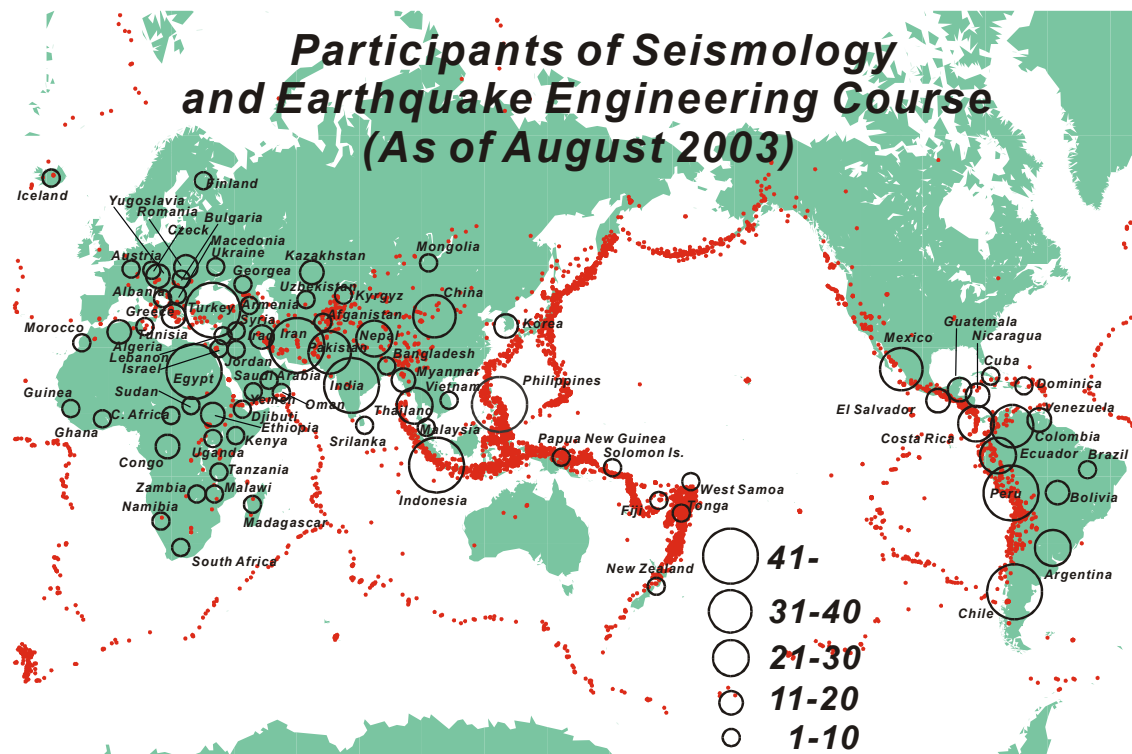 Participants of Seismology
and Earthquake Engineering Course
(As of August 2003)
Iceland
Finland
Yugoslavia
Romania
Bulgaria
Czeck
Macedonia
Ukraine
Austria
Kazakhstan
Mongolia
Georgea
Albania
Uzbekistan
Kyrgyz
China
Greece
Turkey
Armenia
Afganistan
Korea
Morocco
Tunisia
Syria
Algeria
Iraq
Iran
Nepal
Lebanon
Pakistan
Bangladesh
Israel
Jordan
Egypt
Saudi Arabia
India
Myanmar
Vietnam
Philippines
Guinea
Sudan
Yemen
Oman
Thailand
C. Africa
Djibuti
Ethiopia
Malaysia
Ghana
Kenya
Srilanka
Uganda
Congo
Tanzania
Papua New Guinea
Solomon Is.
Zambia
Malawi
Indonesia
West Samoa
Namibia
Fiji
Tonga
Madagascar
South Africa
New Zealand
Guatemala
Nicaragua
Mexico
Cuba
Dominica
El Salvador
Venezuela
Costa Rica
Colombia
Ecuador
Brazil
Peru
Bolivia
Argentina
Chile
41-
31-40
21-30
11-20
1-10